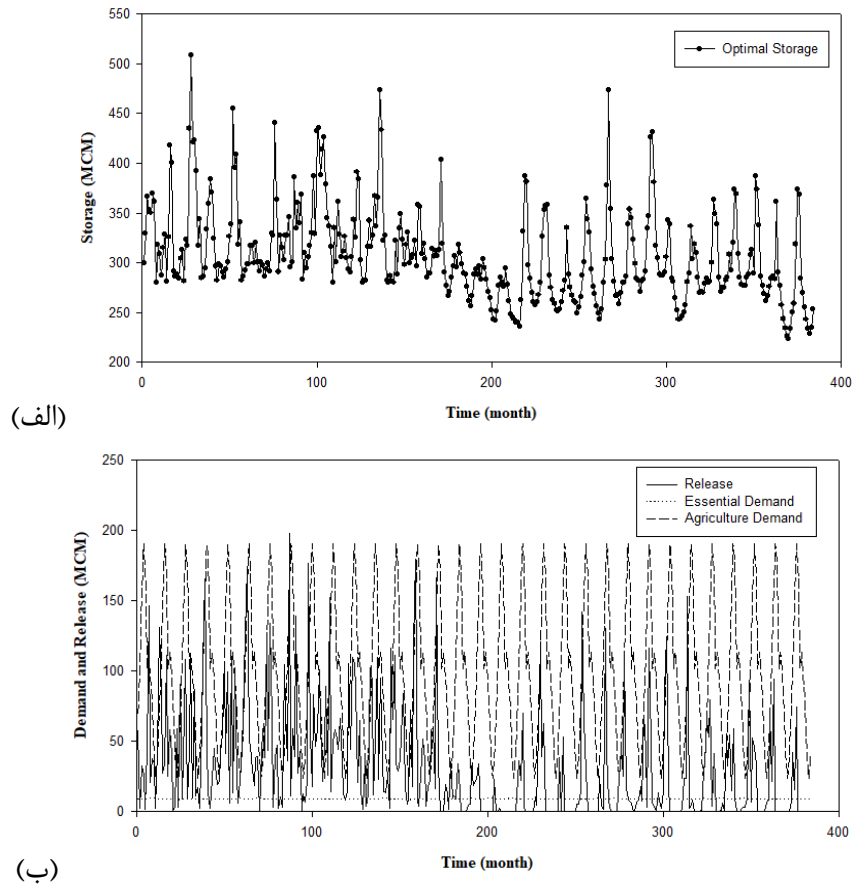 550
500
450
400
350
300
250
200
Storage (MCM)
Optimal Storage
0 100 200 300 400
Time (month)
(الف)
250
200
150
100
50
0
Demand and Release (MCM)
Release
Essential Demand
Agriculture Demand
0 100 200 300 400
Time (month)
(ب)